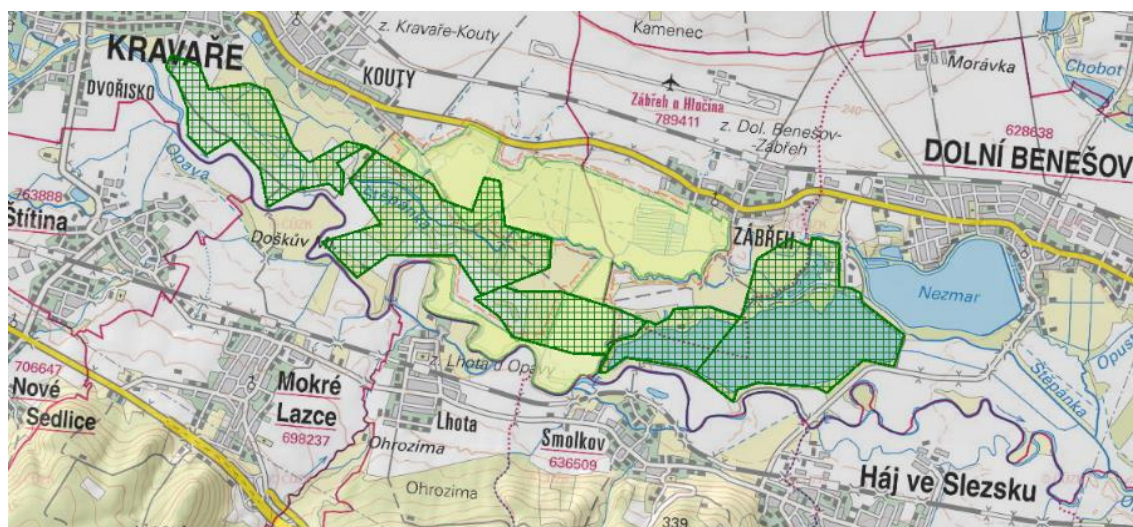 z. Kravaře-Kouty
Kamenec
KRAVAŘE
Morávka
Chobot
DVOŘISKO
KOUTY
Zábřeh u Hlučína
789411
240
z. Dol. Benešov-
-Zábřeh
628638
DOLNÍ BENEŠOV
Opava
763888
Štítina
Štěpánka
ZÁBŘEH
Doškův
Nezmar
706647
Nové
Sedlice
Mokré
Lazce
698237
z. Lhota u Opavy
Lhota
Ohrozima
Smolkov
636509
Štěpánka
Háj ve Slezsku
Ohrozima
339